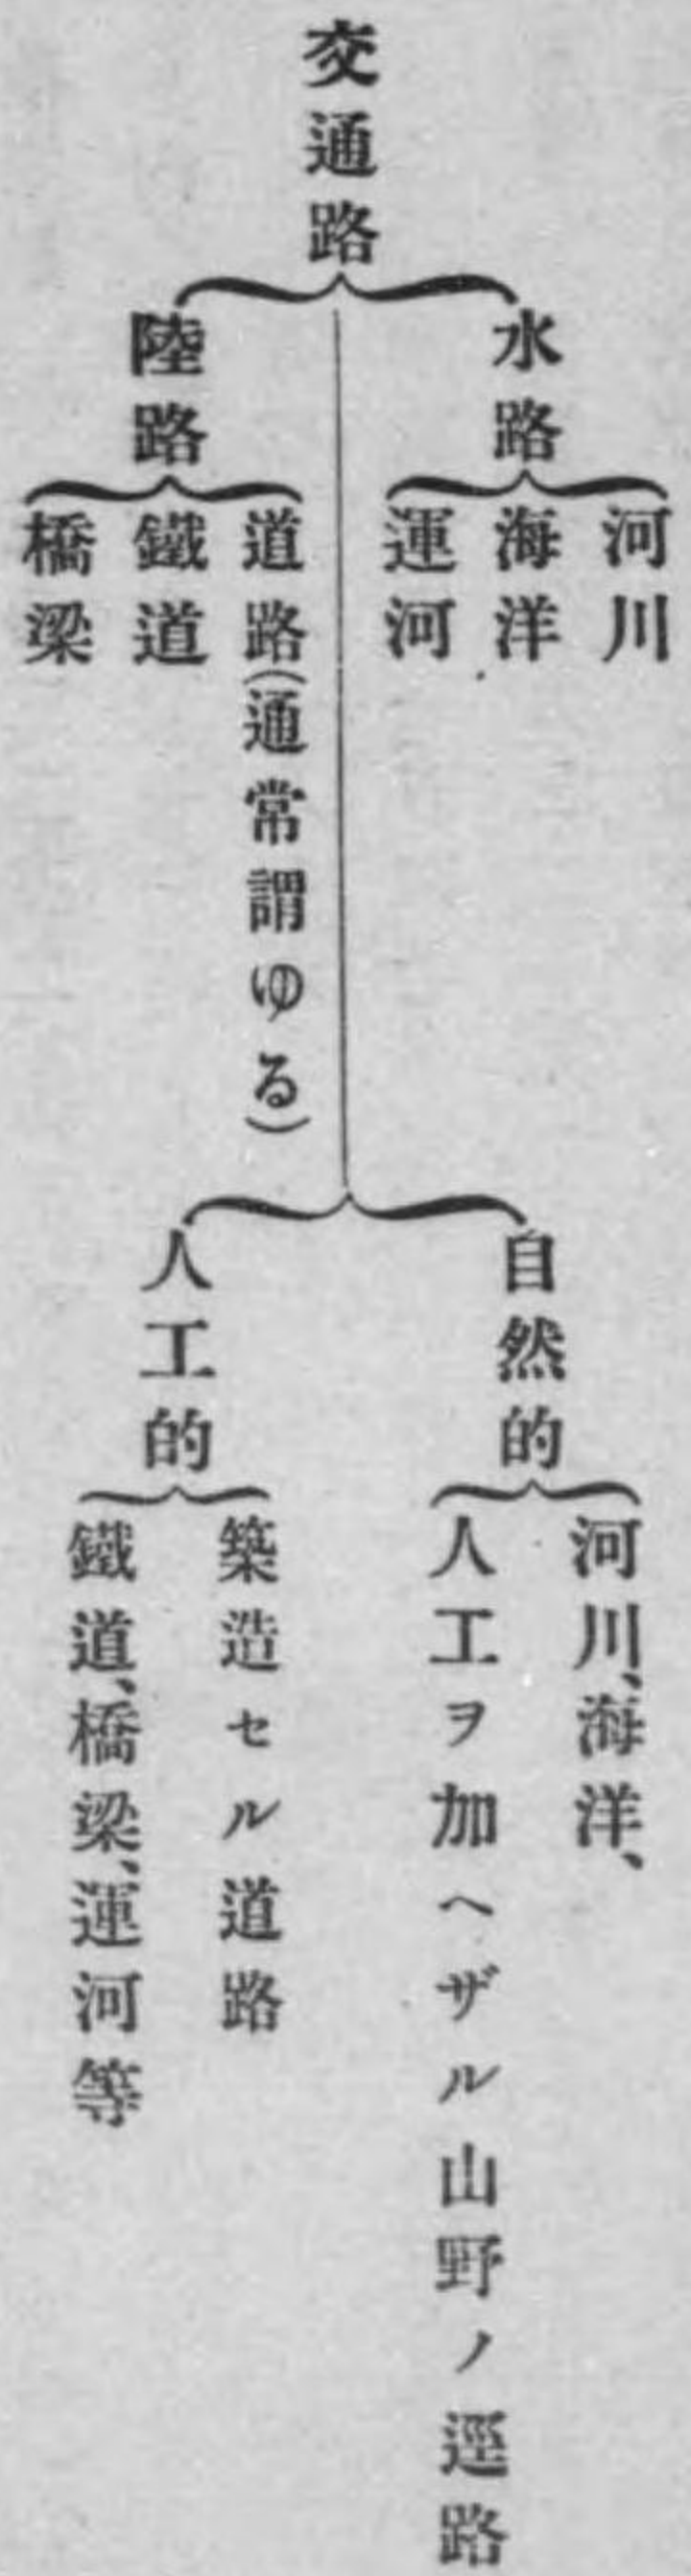 交通路
水路
河川
海洋
運河
陸路
道路(通常謂ゆる)
鐵道
橋梁
自然的
河川、海洋、
人工ヲ加ヘザル山野ノ逕路
人工的
築造セル道路
鐵道、橋梁、運河等